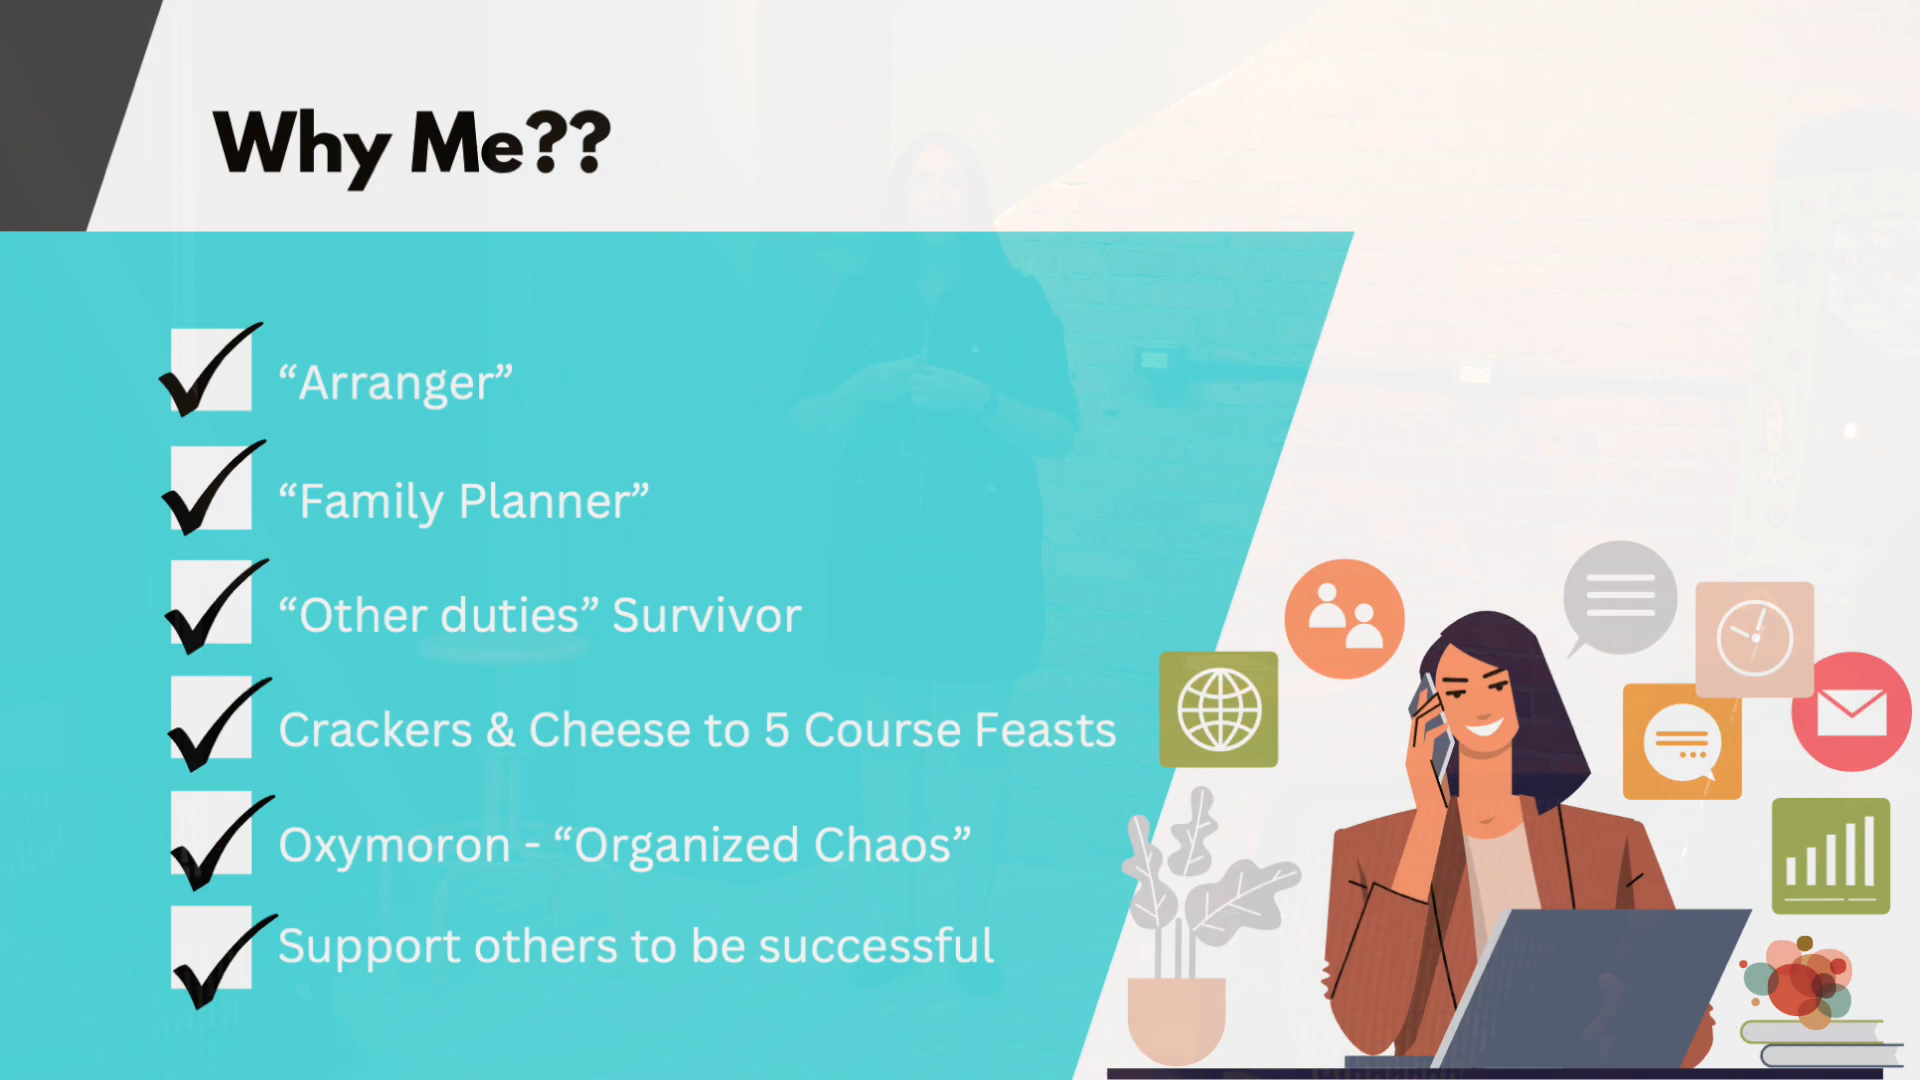 Why Me??
“Arranger”
“Family Planner”
“Other duties” Survivor
Crackers & Cheese to 5 Course Feasts
Oxymoron - “Organized Chaos”
Support others to be successful